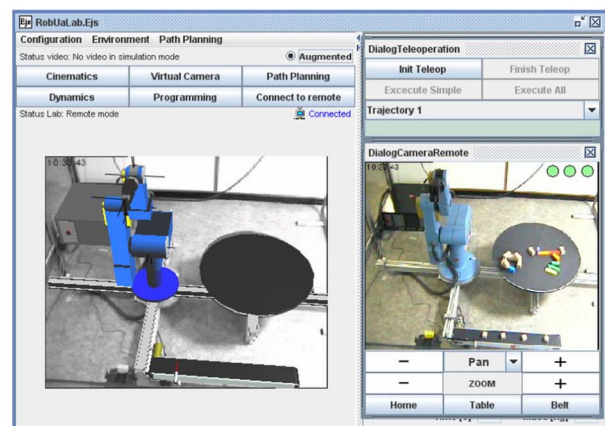 Ejs RobUaLab.Ejs
Configuration Environment Path Planning
Status video: No video in simulation mode
Augmented
Cinematics Virtual Camera Path Planning
Dynamics Programming Connect to remote
Status Lab: Remote mode
Connected
DialogTeleoperation
Init Teleop Finish Teleop
Excecute Simple Execute All
Trajectory 1
DialogCameraRemote
− Pan +
− ZOOM +
Home Table Belt